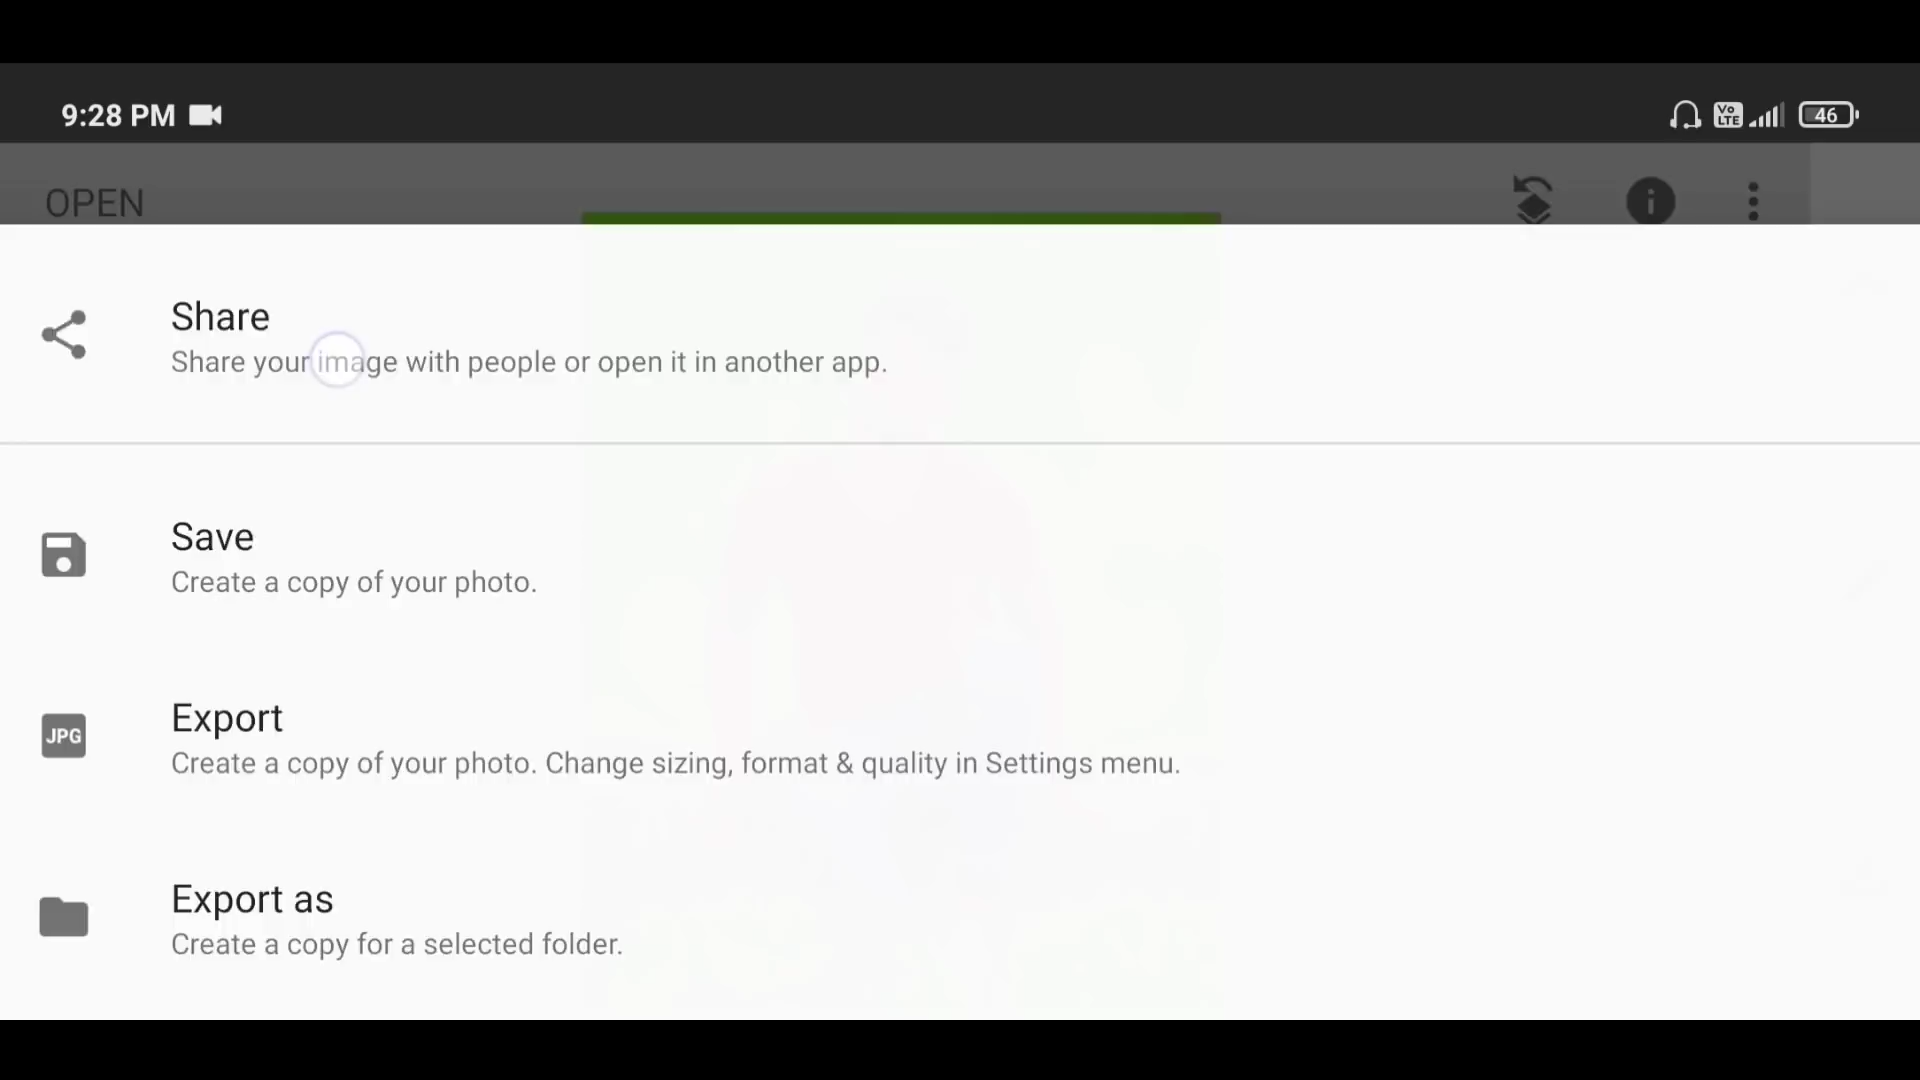 9:28 PM
Vo LTE
46
OPEN
Share
Share your image with people or open it in another app.
Save
Create a copy of your photo.
JPG
Export
Create a copy of your photo. Change sizing, format & quality in Settings menu.
Export as
Create a copy for a selected folder.